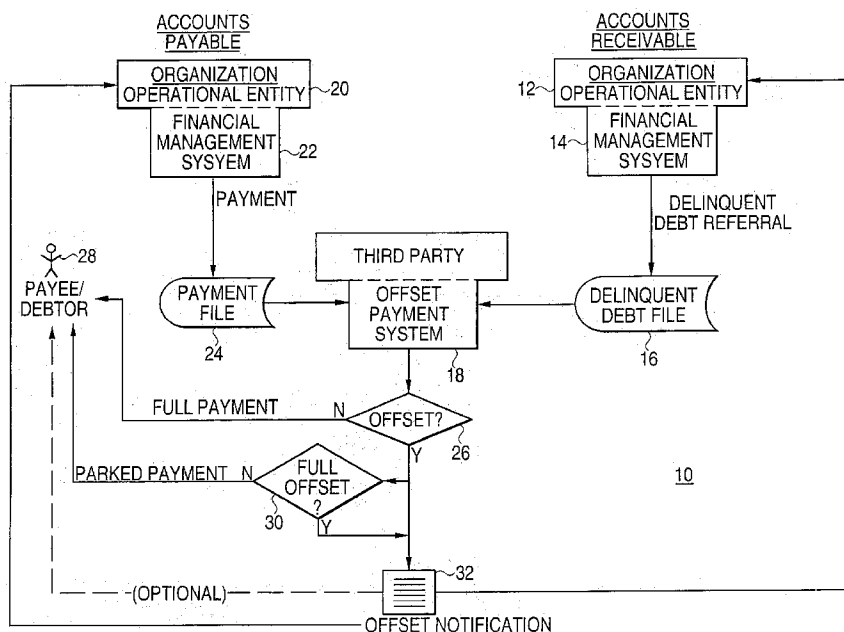 ACCOUNTS
PAYABLE
ACCOUNTS
RECEIVABLE
ORGANIZATION
OPERATIONAL ENTITY
20
FINANCIAL
MANAGEMENT
SYSYEM
22
12
ORGANIZATION
OPERATIONAL ENTITY
14
FINANCIAL
MANAGEMENT
SYSYEM
PAYMENT
DELINQUENT
DEBT REFERRAL
28
PAYEE/
DEBTOR
PAYMENT
FILE
24
THIRD PARTY
OFFSET
PAYMENT
SYSTEM
18
DELINQUENT
DEBT FILE
16
FULL PAYMENT
N
OFFSET?
26
Y
PARKED PAYMENT
N
FULL
OFFSET
?
30
Y
10
32
(OPTIONAL)
OFFSET NOTIFICATION